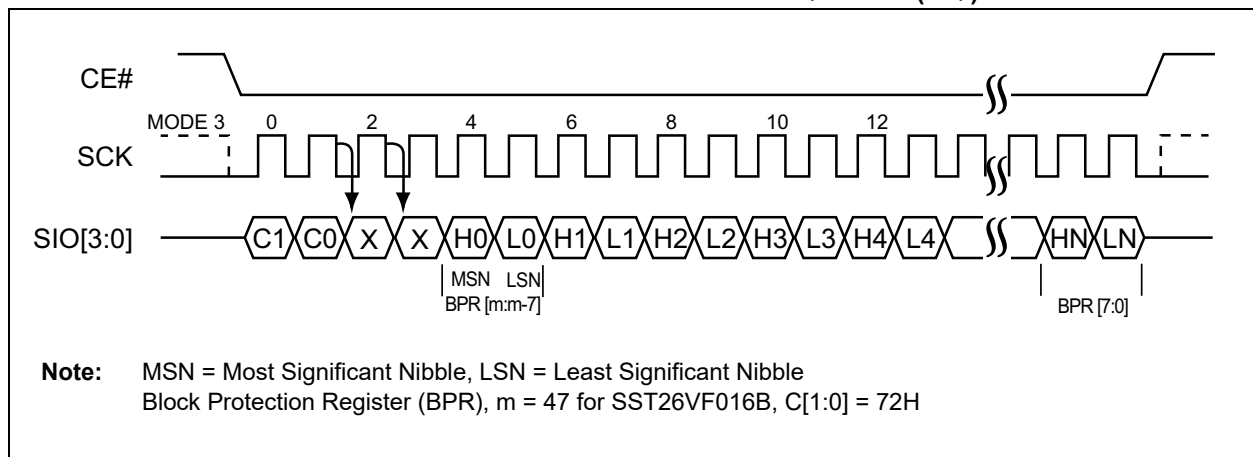 CE#
MODE 3 0 2 4 6 8 10 12
SCK
SIO[3:0] C1 C0 X X H0 L0 H1 L1 H2 L2 H3 L3 H4 L4 HN LN
MSN LSN
BPR [m:m-7] BPR [7:0]
Note: MSN = Most Significant Nibble, LSN = Least Significant Nibble
Block Protection Register (BPR), m = 47 for SST26VF016B, C[1:0] = 72H